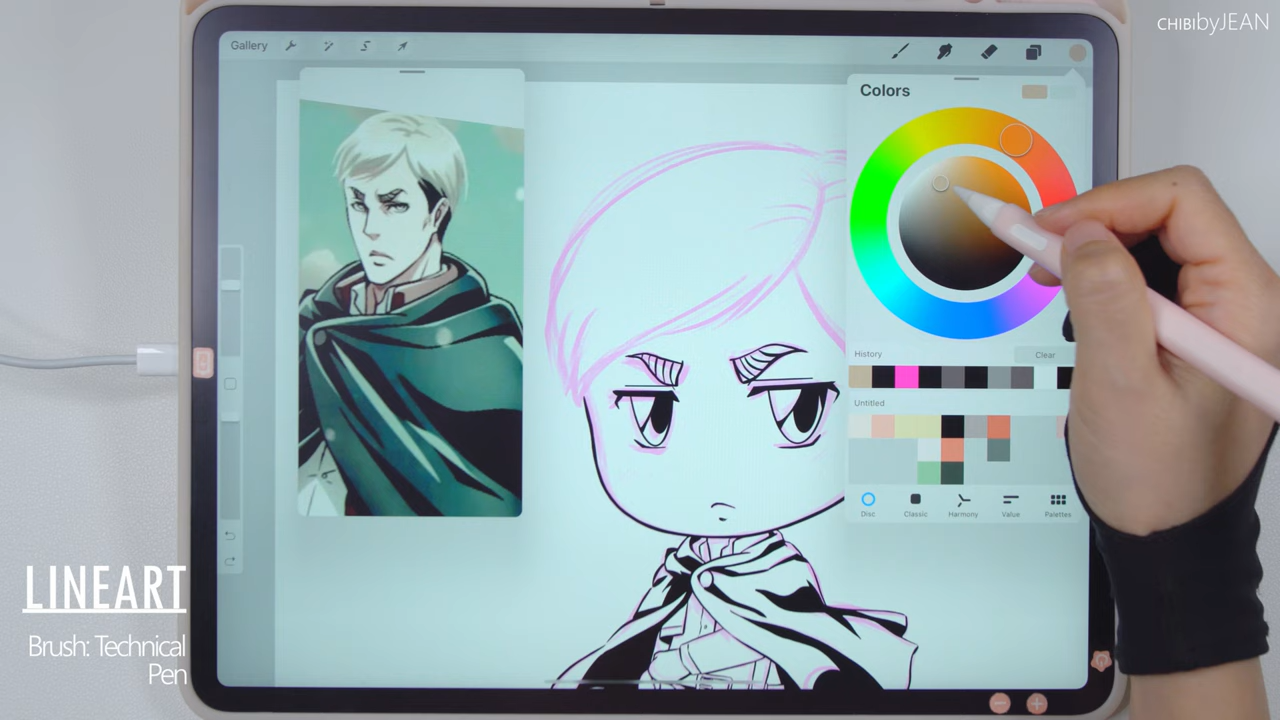 CHIBIbyJEAN
Gallery
Colors
History
Clear
Untitled
Disc
Classic
Harmony
Value
Palettes
LINEART
Brush: Technical
Pen